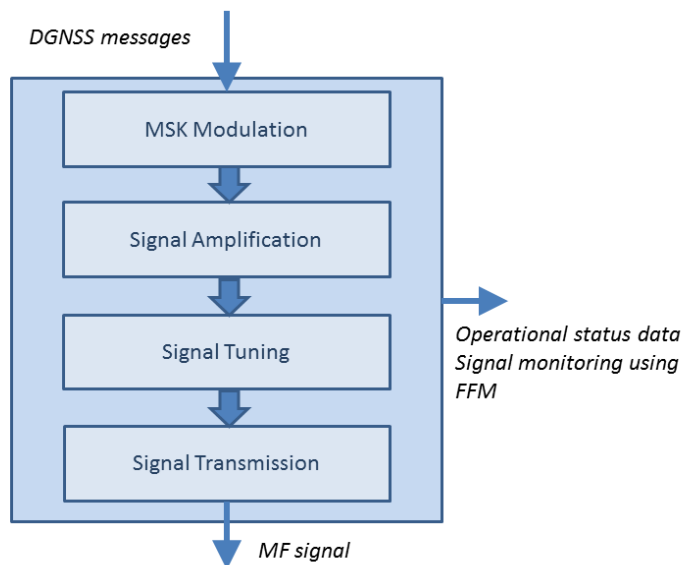 DGNSS messages
MSK Modulation
Signal Amplification
Signal Tuning
Operational status data
Signal monitoring using
FFM
Signal Transmission
MF signal